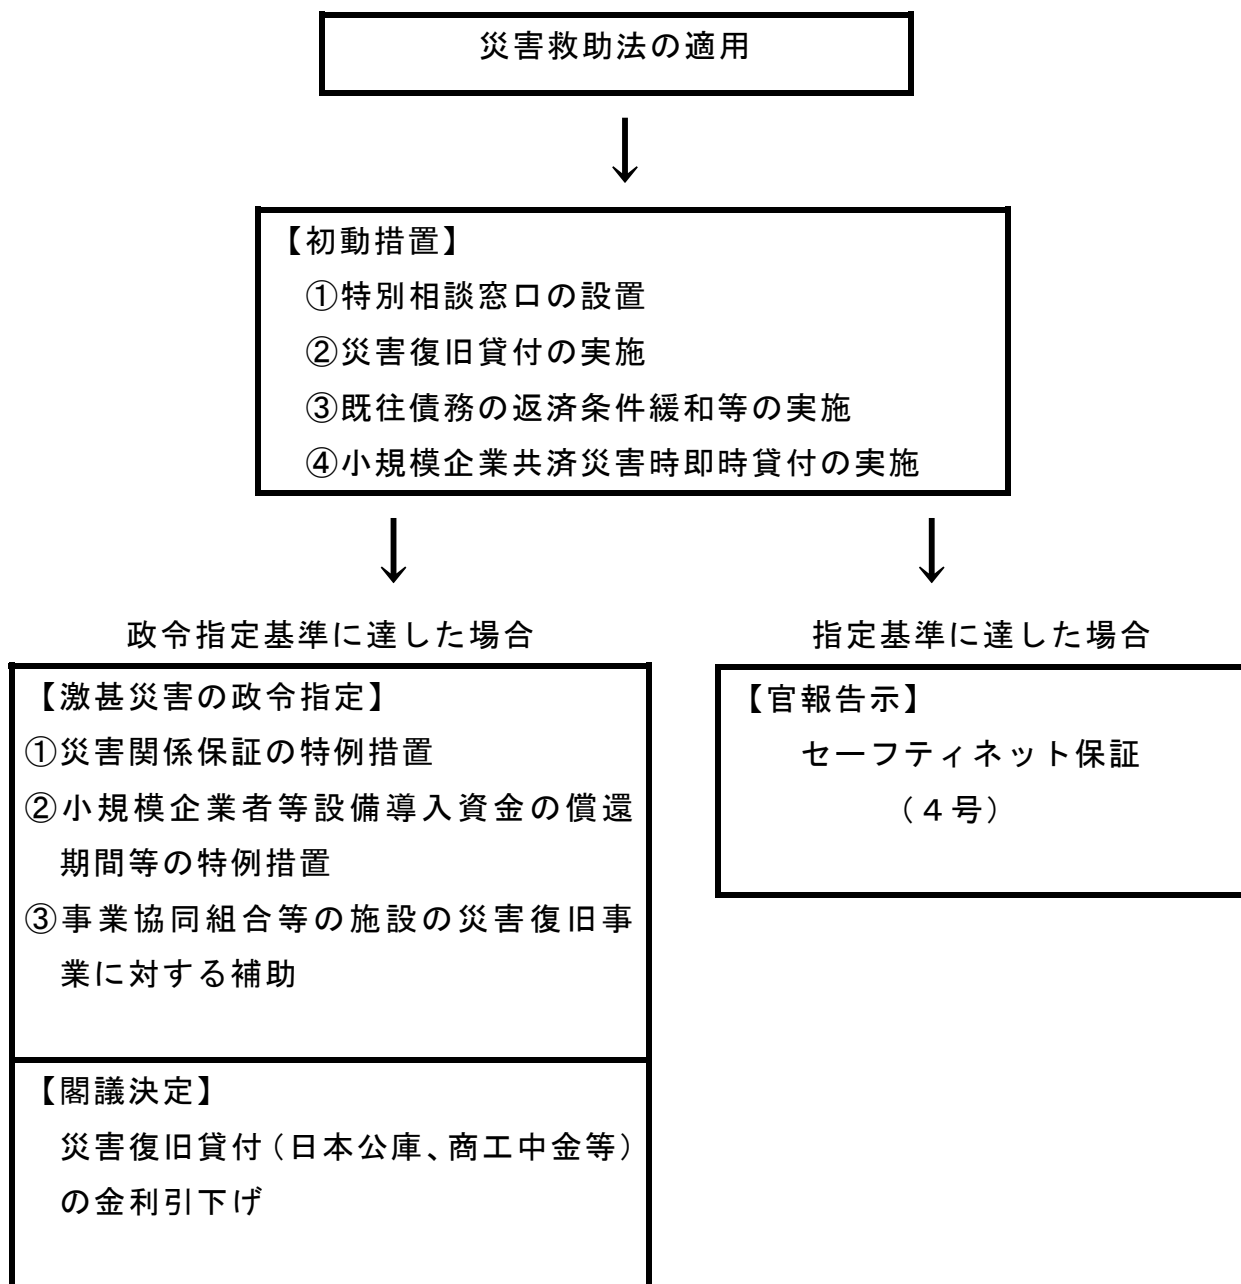 災害救助法の適用
【初動措置】
①特別相談窓口の設置
②災害復旧貸付の実施
③既往債務の返済条件緩和等の実施
④小規模企業共済災害時即時貸付の実施
政令指定基準に達した場合
【激甚災害の政令指定】
①災害関係保証の特例措置
②小規模企業者等設備導入資金の償還
期間等の特例措置
③事業協同組合等の施設の災害復旧事
業に対する補助
【閣議決定】
災害復旧貸付（日本公庫、商工中金等）
の金利引下げ
指定基準に達した場合
【官報告示】
セーフティネット保証
（４号）